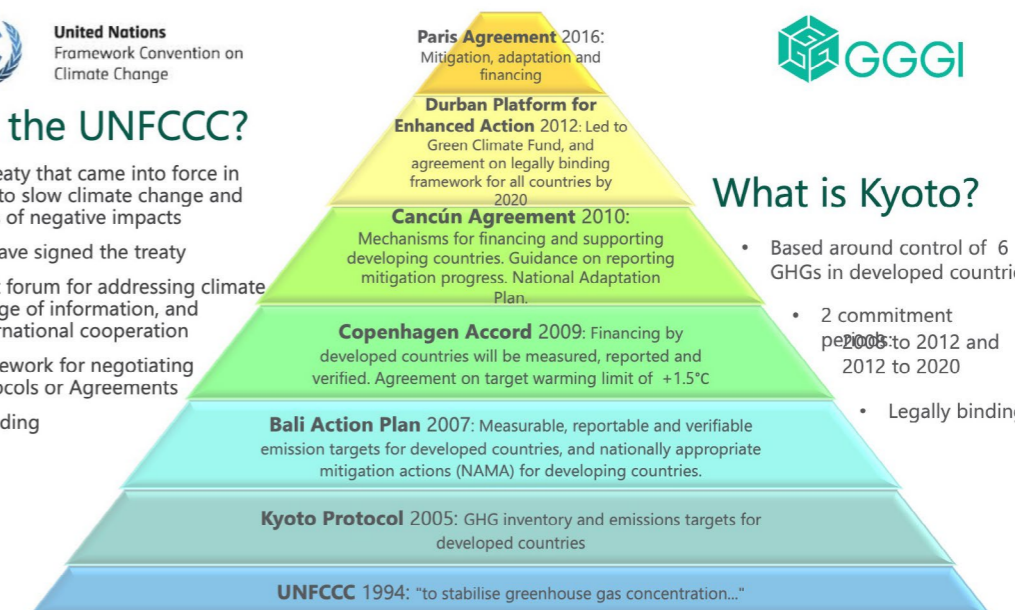 United Nations
Framework Convention on
Climate Change
the UNFCCC?
eaty that came into force in
to slow climate change and
s of negative impacts
ave signed the treaty
forum for addressing climate
ge of information, and
rnational cooperation
ework for negotiating
ocols or Agreements
ding
Paris Agreement 2016:
Mitigation, adaptation and
financing
Durban Platform for
Enhanced Action 2012: Led to
Green Climate Fund, and
agreement on legally binding
framework for all countries by
2020
Cancún Agreement 2010:
Mechanisms for financing and supporting
developing countries. Guidance on reporting
mitigation progress. National Adaptation
Plan.
Copenhagen Accord 2009: Financing by
developed countries will be measured, reported and
verified. Agreement on target warming limit of +1.5°C
Bali Action Plan 2007: Measurable, reportable and verifiable
emission targets for developed countries, and nationally appropriate
mitigation actions (NAMA) for developing countries.
Kyoto Protocol 2005: GHG inventory and emissions targets for
developed countries
UNFCCC 1994: "to stabilise greenhouse gas concentration..."
GGGI
What is Kyoto?
• Based around control of 6
GHGs in developed countri
• 2 commitment
periods:
2008 to 2012 and
2012 to 2020
• Legally binding